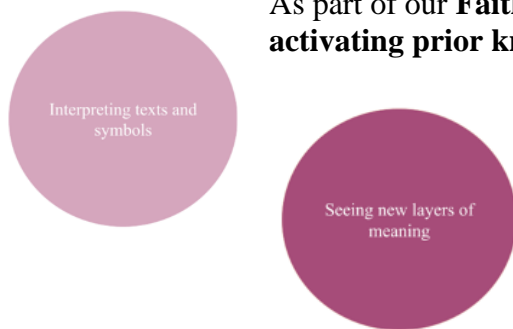 As part of our Faith
activating prior kn
Interpreting texts and
symbols
Seeing new layers of
meaning